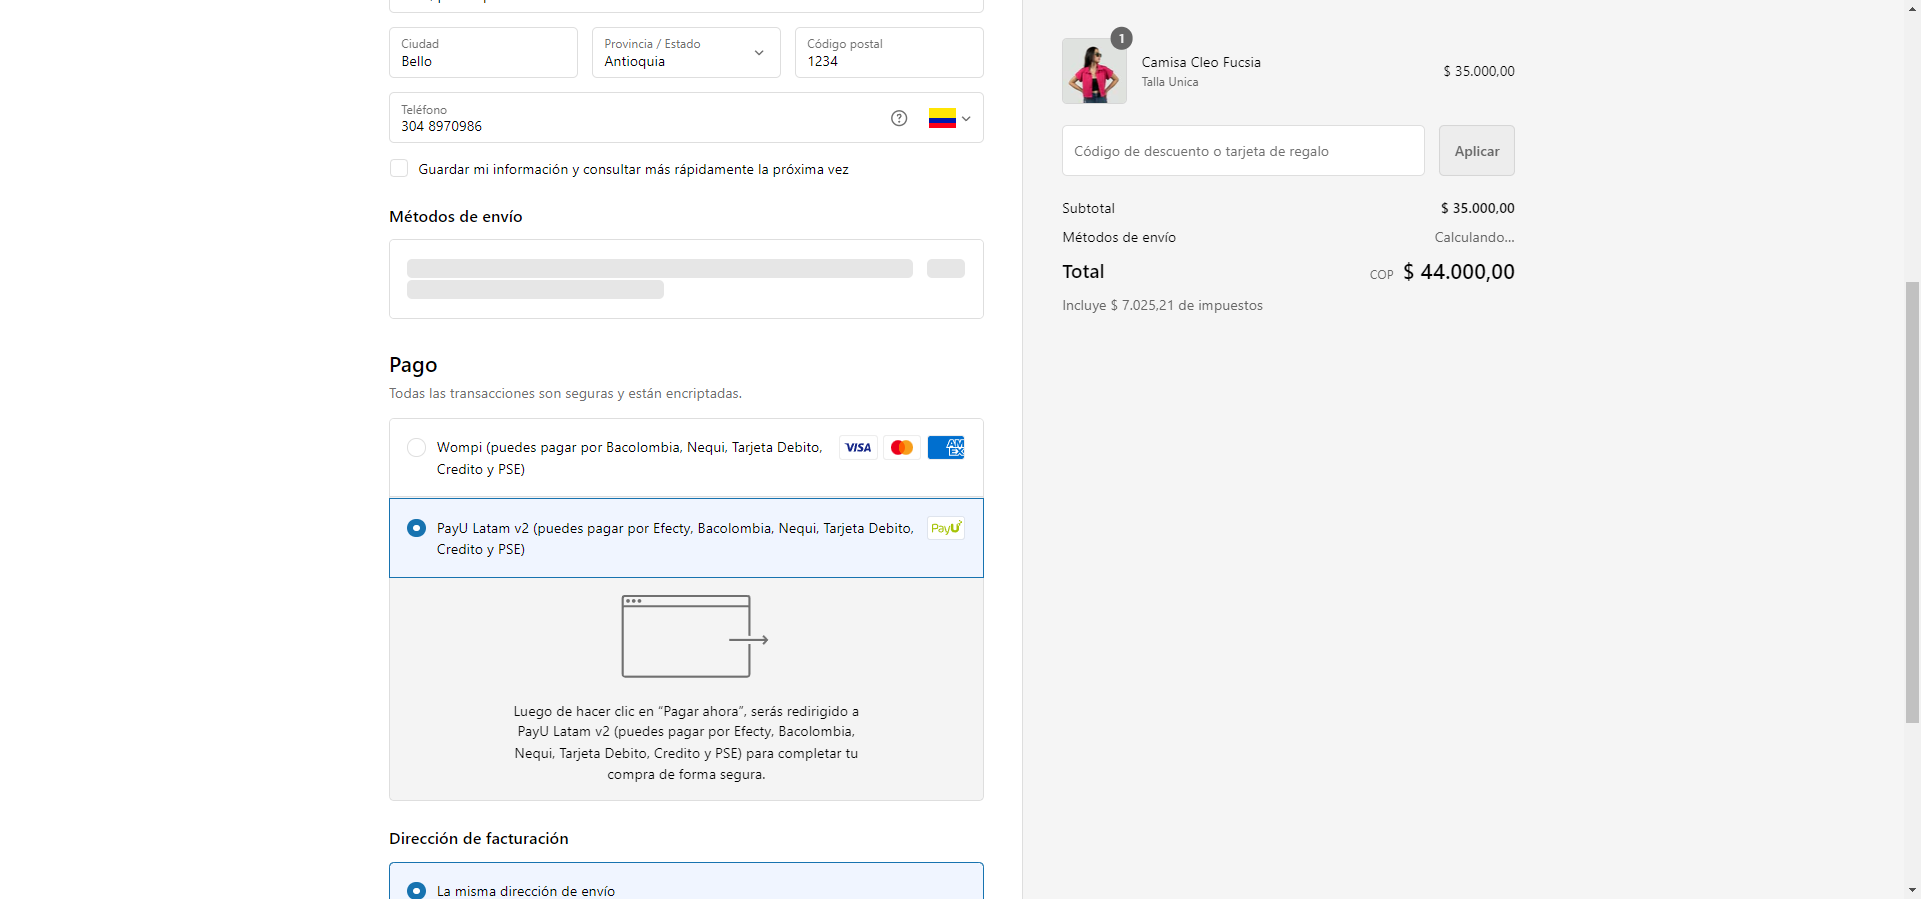 Ciudad
Bello
Provincia / Estado
Antioquia
Código postal
1234
Teléfono
304 8970986
Guardar mi información y consultar más rápidamente la próxima vez
Métodos de envío
Pago
Todas las transacciones son seguras y están encriptadas.
Wompi (puedes pagar por Bacolombia, Nequi, Tarjeta Debito,
Credito y PSE)
VISA
AM
EX
PayU Latam v2 (puedes pagar por Efecty, Bacolombia, Nequi, Tarjeta Debito,
Credito y PSE)
PayU
Luego de hacer clic en “Pagar ahora”, serás redirigido a
PayU Latam v2 (puedes pagar por Efecty, Bacolombia,
Nequi, Tarjeta Debito, Credito y PSE) para completar tu
compra de forma segura.
Dirección de facturación
La misma dirección de envío
1
Camisa Cleo Fucsia
Talla Unica
$ 35.000,00
Código de descuento o tarjeta de regalo
Aplicar
Subtotal
$ 35.000,00
Métodos de envío
Calculando...
Total
COP $ 44.000,00
Incluye $ 7.025,21 de impuestos